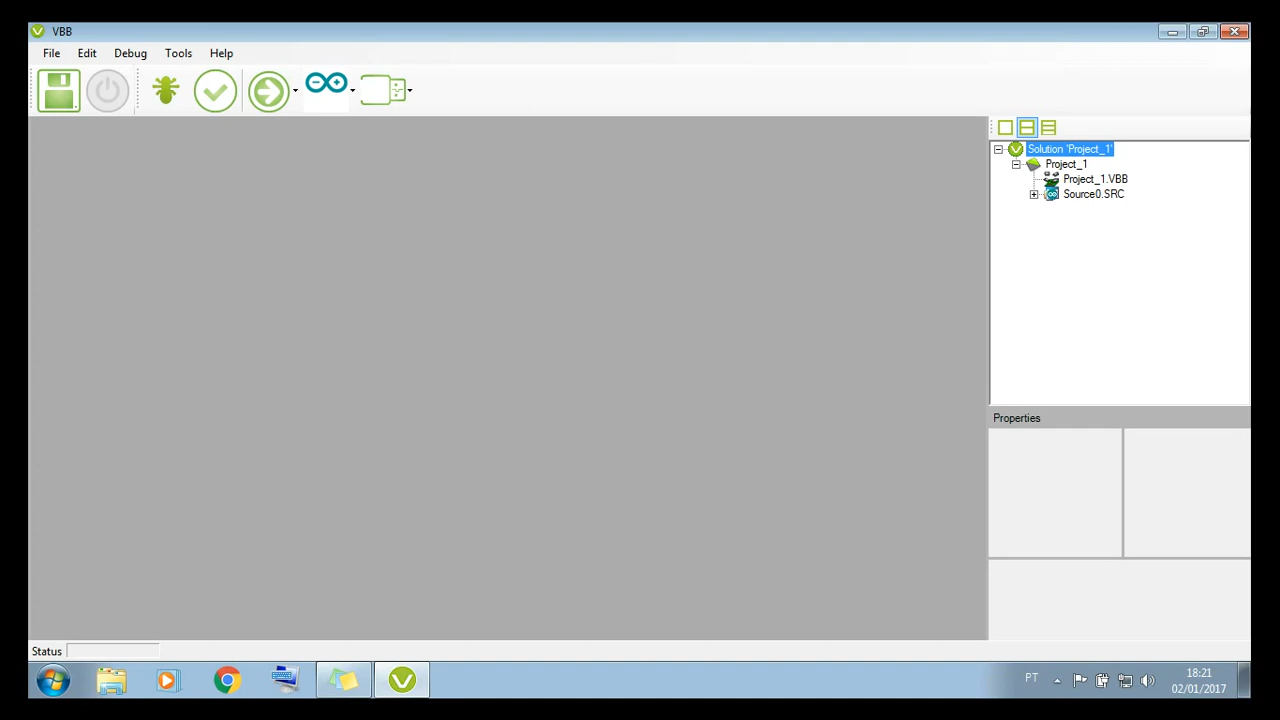 VBB
File Edit Debug Tools Help
Solution 'Project_1'
Project_1
Project_1.VBB
Source0.SRC
Properties
Status
PT
18:21
02/01/2017